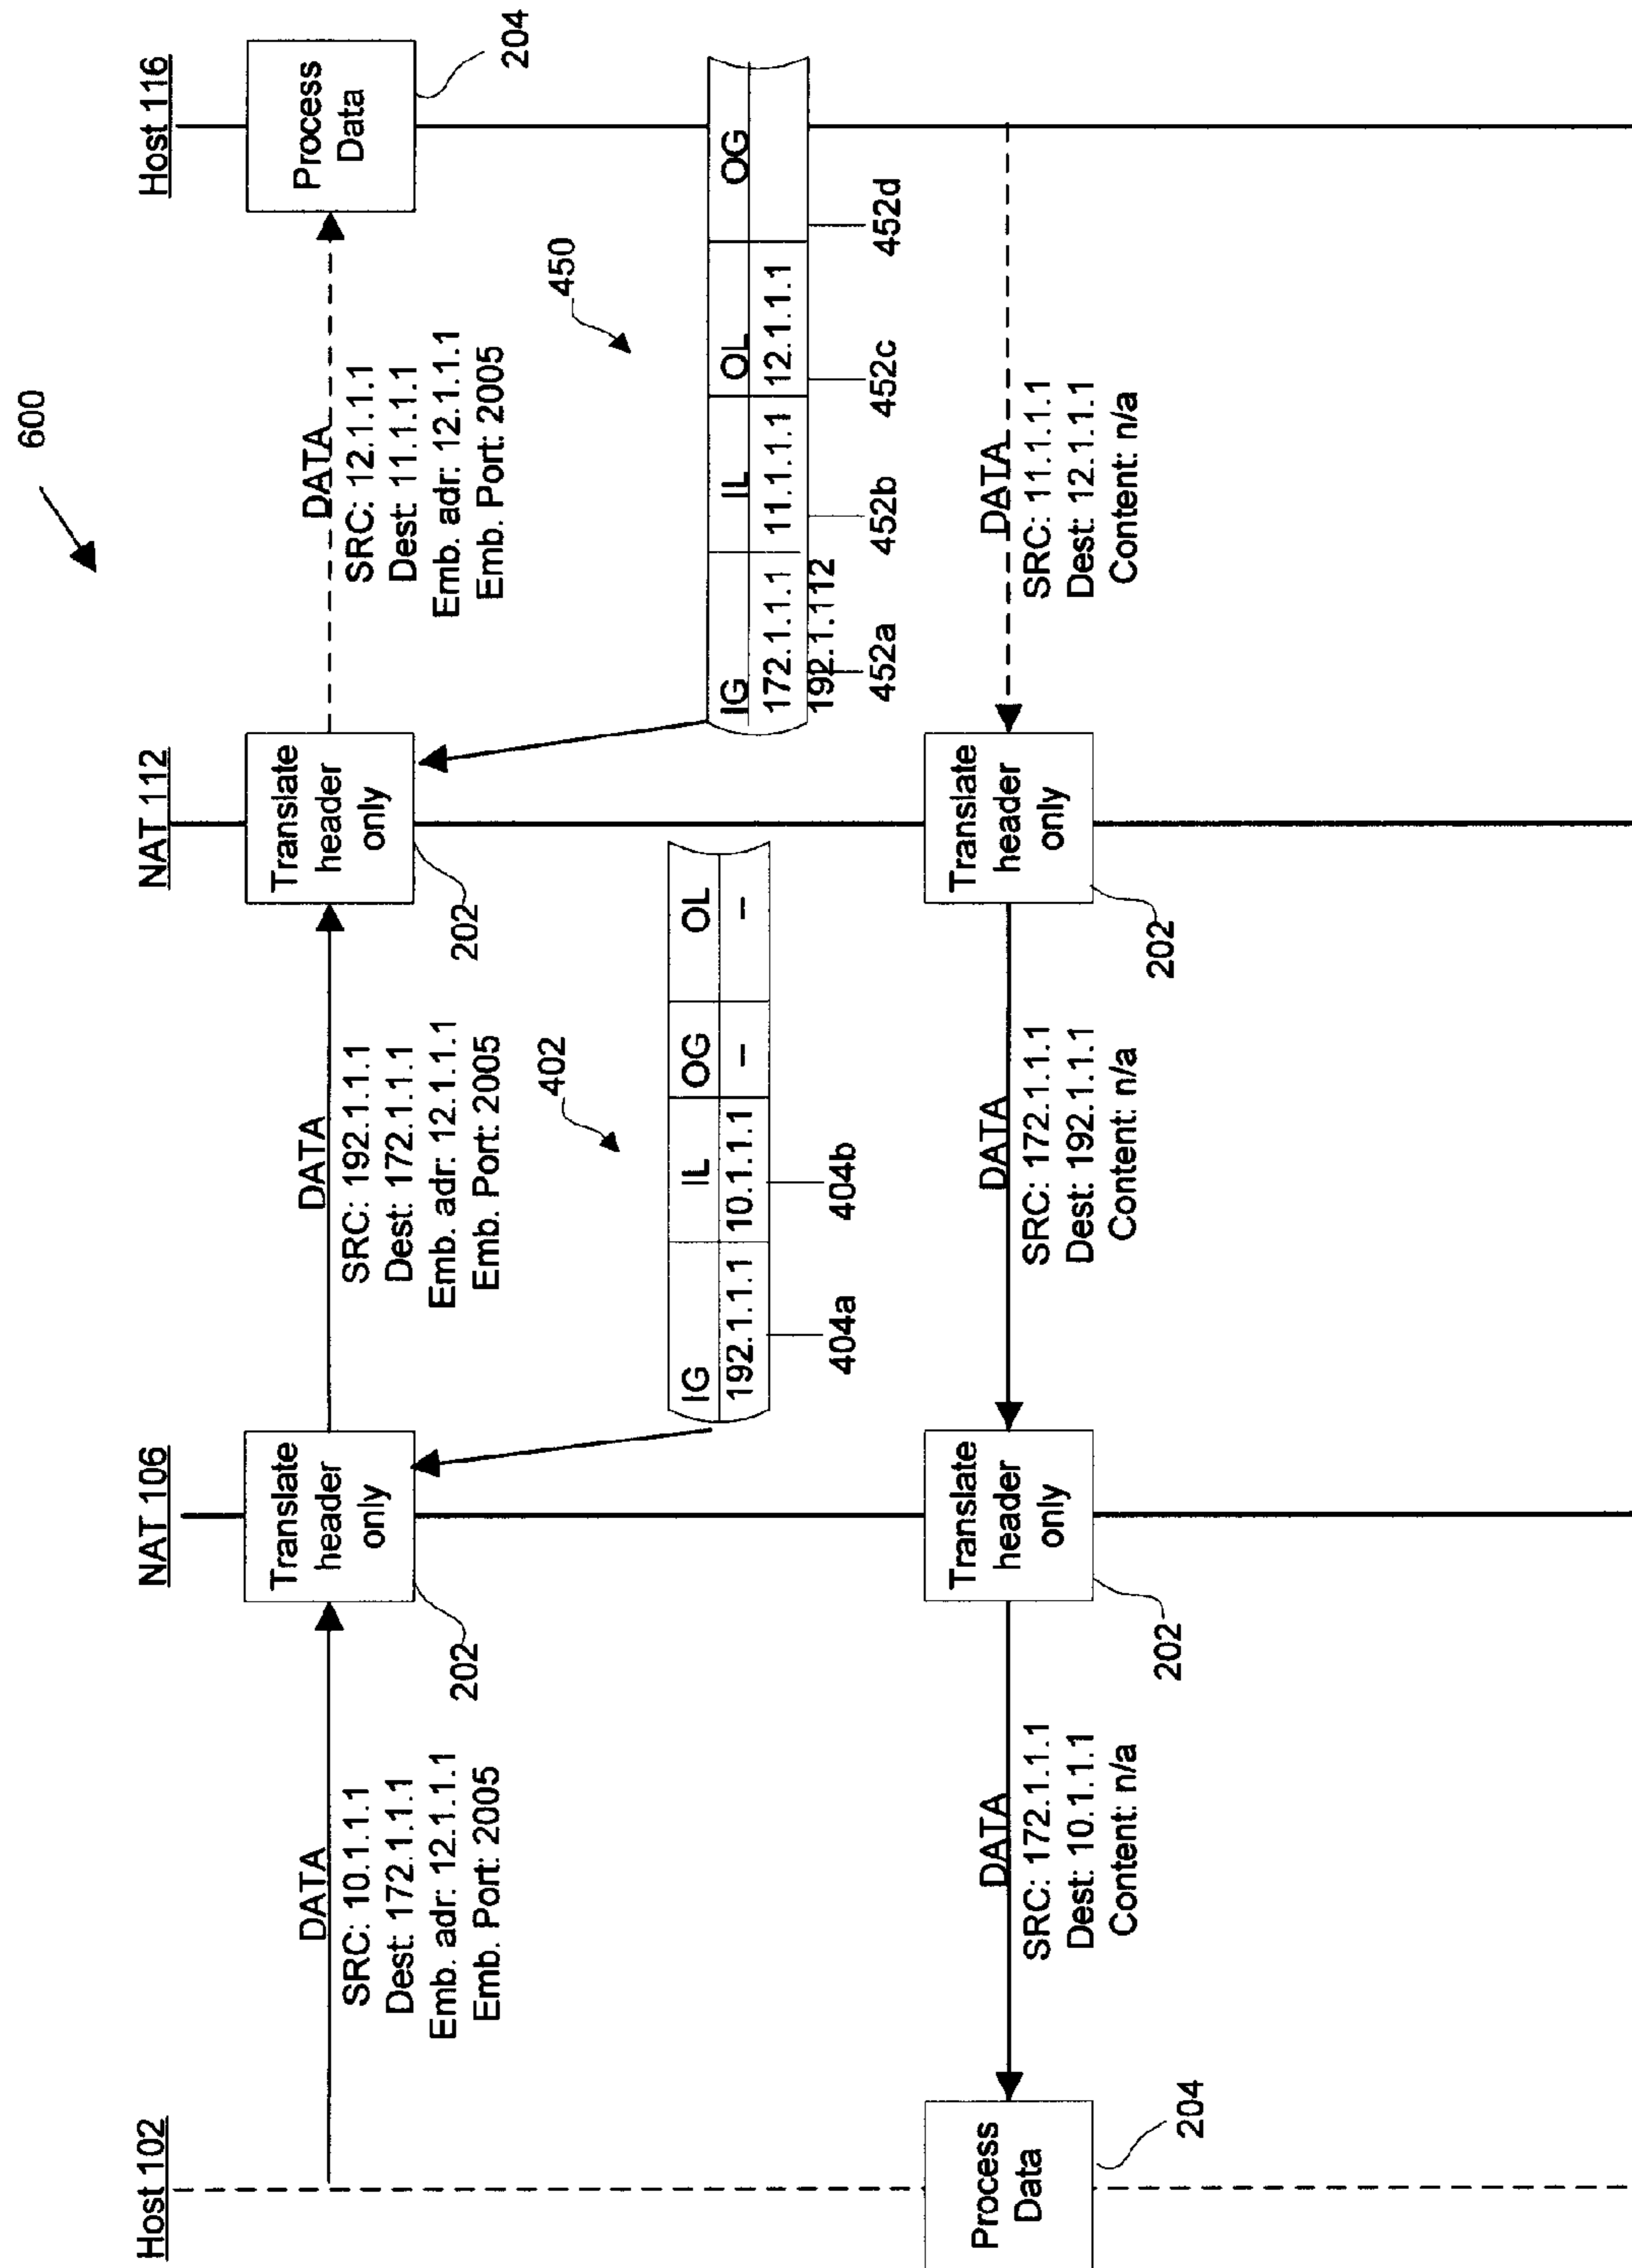 600
Host 102
NAT 106
NAT 112
Host 116
DATA
SRC: 10.1.1.1
Dest: 172.1.1.1
Emb. adr: 12.1.1.1
Emb. Port: 2005
Translate
header
only
202
DATA
SRC: 192.1.1.1
Dest: 172.1.1.1
Emb. adr: 12.1.1.1
Emb. Port: 2005
Translate
header
only
202
DATA
SRC: 12.1.1.1
Dest: 11.1.1.1
Emb. adr: 12.1.1.1
Emb. Port: 2005
Process
Data
204
402
IG IL OG OL
192.1.1.1 10.1.1.1 – –
404a 404b
450
IG IL OL OG
172.1.1.1 11.1.1.1 12.1.1.1
192.1.112
452a 452b 452c 452d
Process
Data
204
DATA
SRC: 172.1.1.1
Dest: 10.1.1.1
Content: n/a
Translate
header
only
202
DATA
SRC: 172.1.1.1
Dest: 192.1.1.1
Content: n/a
Translate
header
only
202
DATA
SRC: 11.1.1.1
Dest: 12.1.1.1
Content: n/a